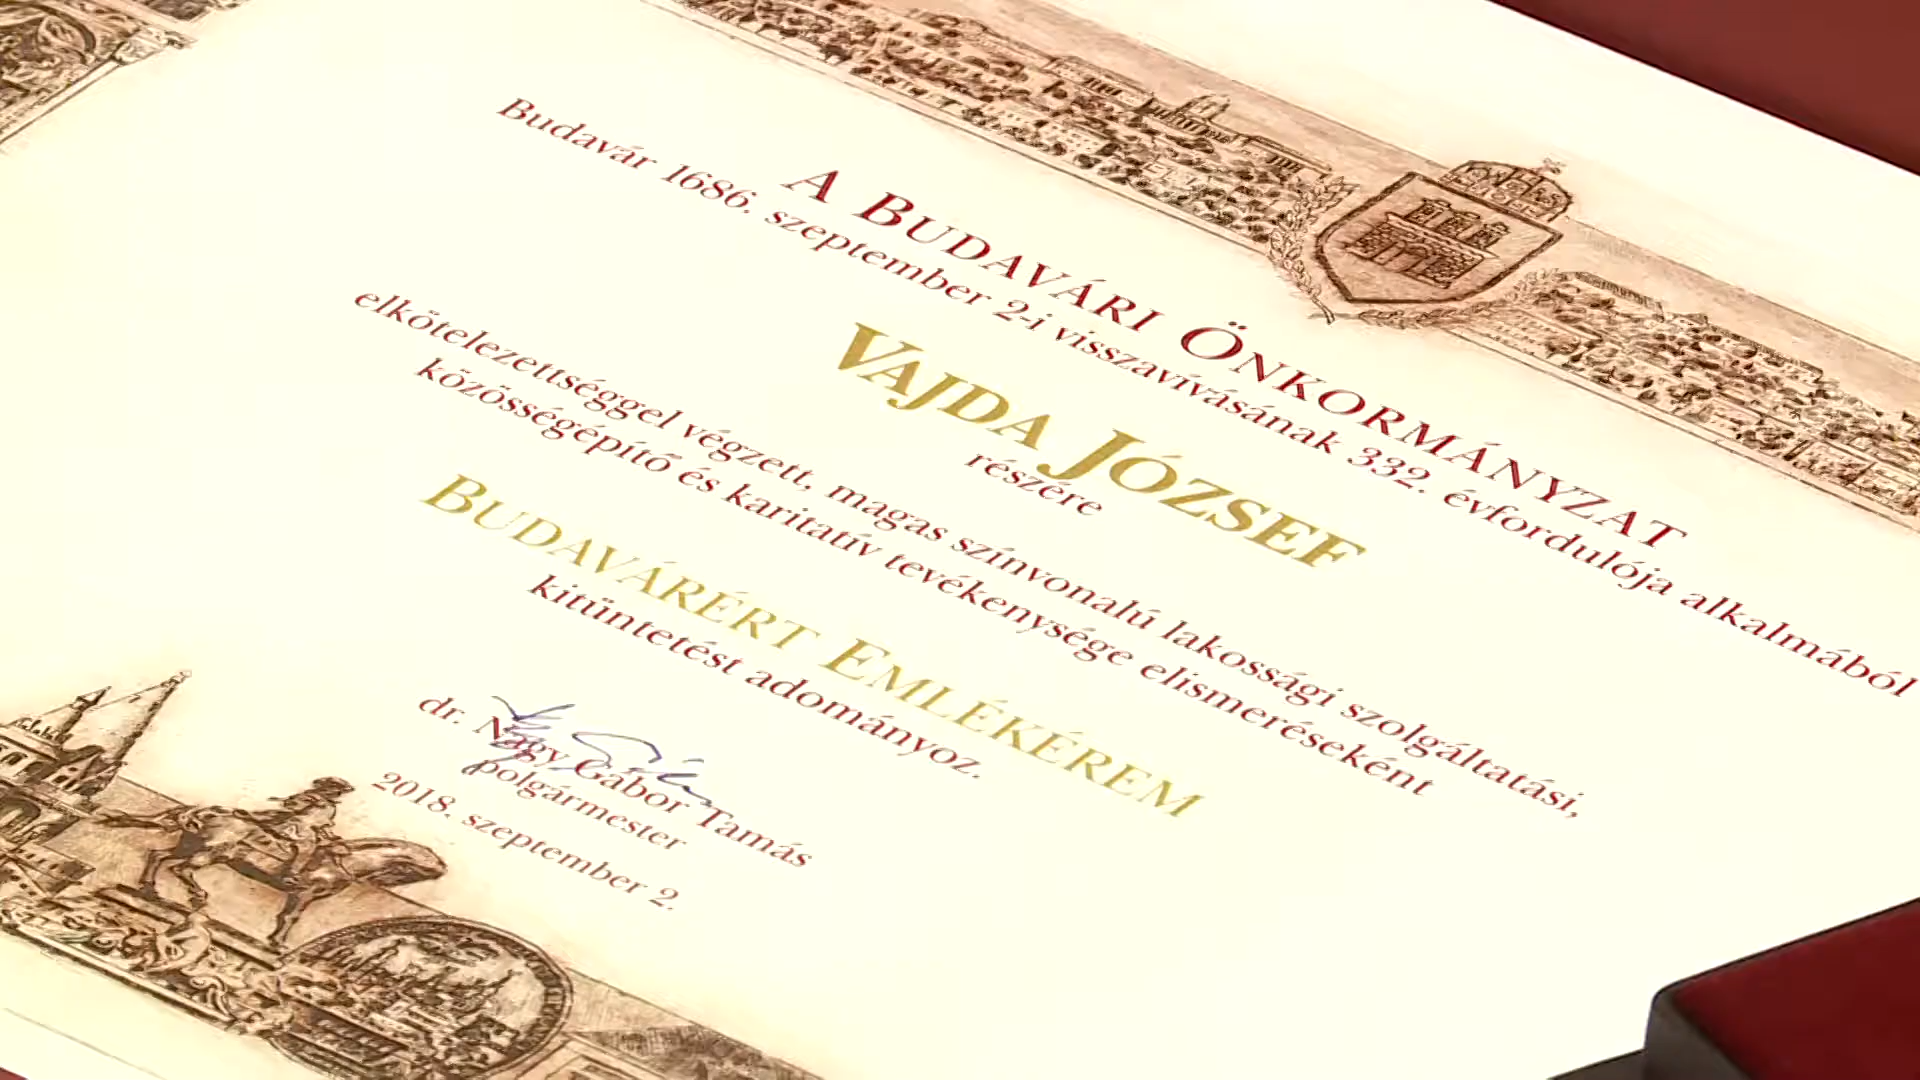 A BUDAVÁRI ÖNKORMÁNYZAT
Budavár 1686. szeptember 2-i visszavívásának 332. évfordulója alkalmából
VAJDA JÓZSEF
részére
elkötelezettséggel végzett, magas színvonalú lakossági szolgáltatási,
közösségépítő és karitatív tevékenysége elismeréseként
BUDAVÁRÉRT EMLÉKÉREM
kitüntetést adományoz.
dr. Nagy Gábor Tamás
polgármester
2018. szeptember 2.